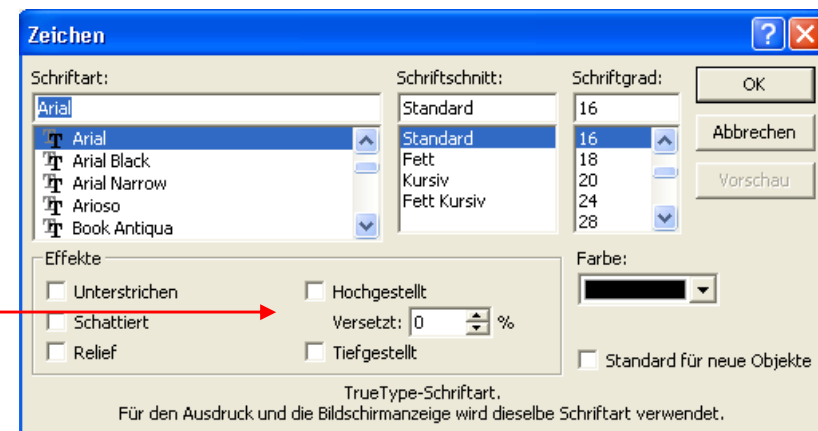 Zeichen
Schriftart: Schriftschnitt: Schriftgrad:
Arial Standard 16 OK
Arial Standard 16 Abbrechen
Arial Black Fett 18
Arial Narrow Kursiv 20 Vorschau
Arioso Fett Kursiv 24
Book Antiqua 28
Effekte Farbe:
Unterstrichen Hochgestellt
Schattiert Versetzt: 0 %
Relief Tiefgestellt Standard für neue Objekte
TrueType-Schriftart.
Für den Ausdruck und die Bildschirmanzeige wird dieselbe Schriftart verwendet.